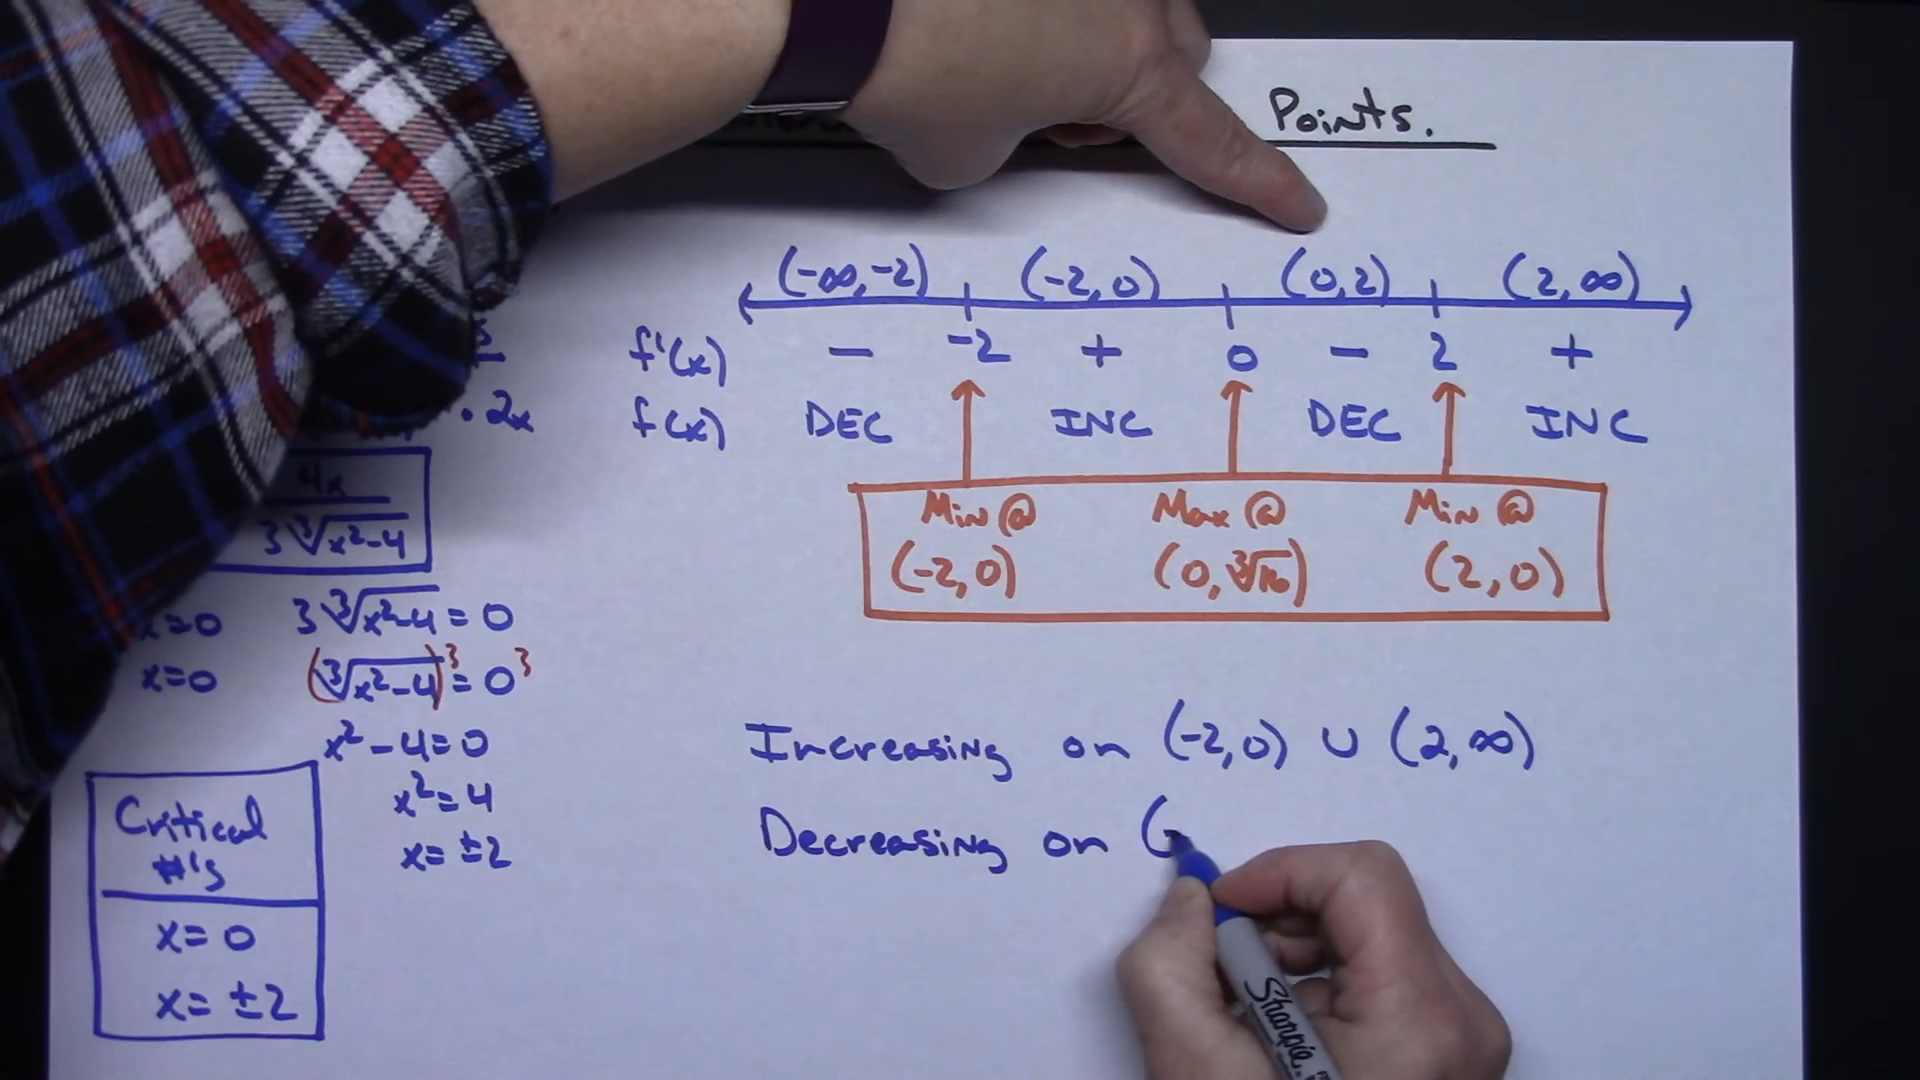 Points.
(-∞,-2) (-2,0) (0,2) (2,∞)
f'(x) − -2 + 0 − 2 +
f(x) DEC INC DEC INC
Min @ Max @ Min @
(-2,0) (0,∛16) (2,0)
Increasing on (-2,0) ∪ (2,∞)
Decreasing on (-
· 2x
4x
3∛x²-4
x=0 3∛x²-4 = 0
x=0 (∛x²-4)³ = 0³
x²-4=0
x²=4
x=±2
Critical
#'s
x=0
x=±2
Sharpie.